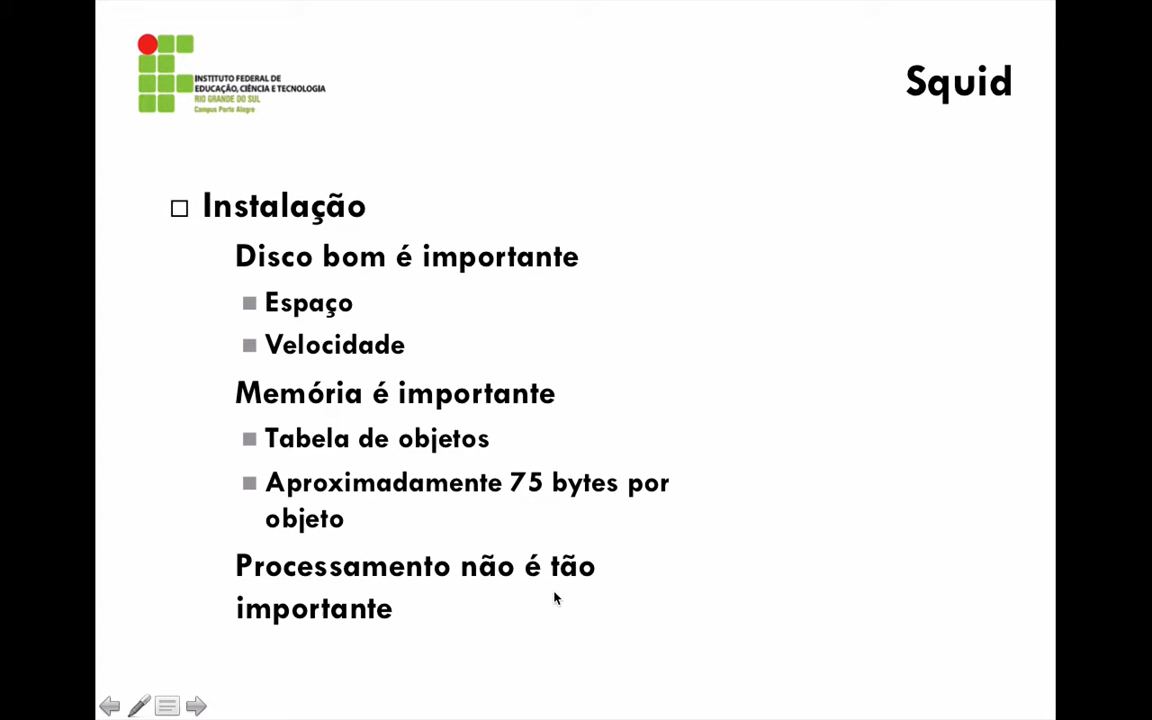 INSTITUTO FEDERAL DE
EDUCAÇÃO, CIÊNCIA E TECNOLOGIA
RIO GRANDE DO SUL
Campus Porto Alegre
Squid
Instalação
Disco bom é importante
Espaço
Velocidade
Memória é importante
Tabela de objetos
Aproximadamente 75 bytes por
objeto
Processamento não é tão
importante